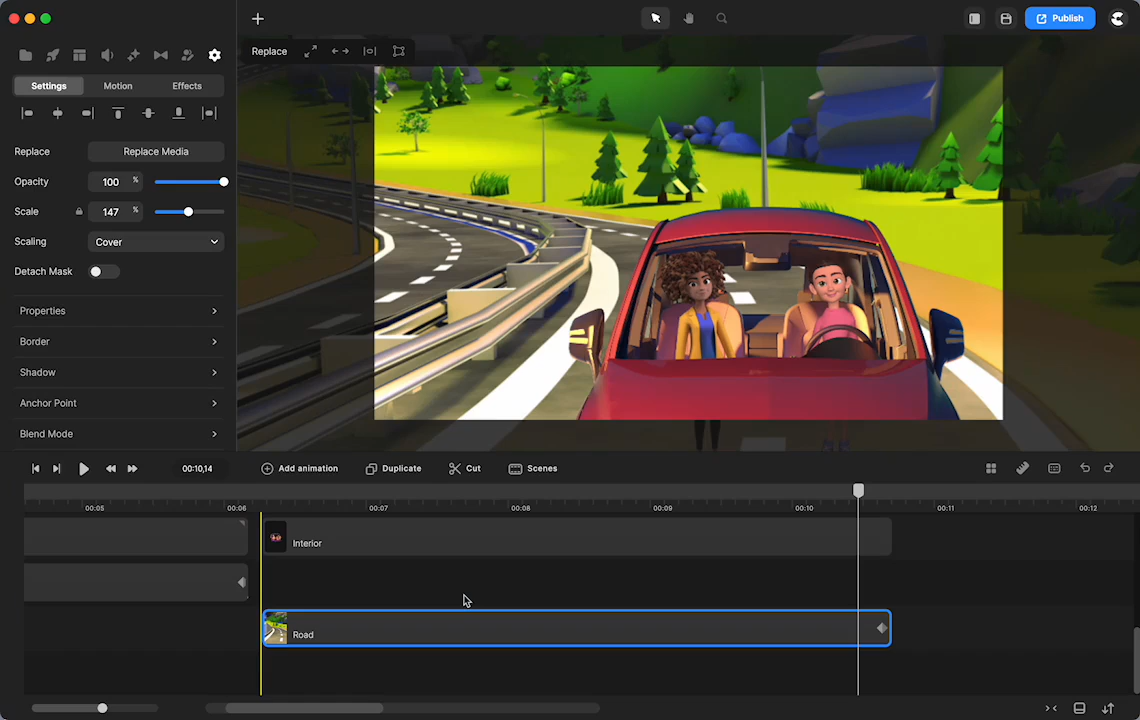 Publish
Replace
Settings Motion Effects
Replace Replace Media
Opacity 100 %
Scale 147 %
Scaling Cover
Detach Mask
Properties
Border
Shadow
Anchor Point
Blend Mode
00:10,14 Add animation Duplicate Cut Scenes
00:05 00:06 00:07 00:08 00:09 00:10 00:11 00:12
Interior
Road